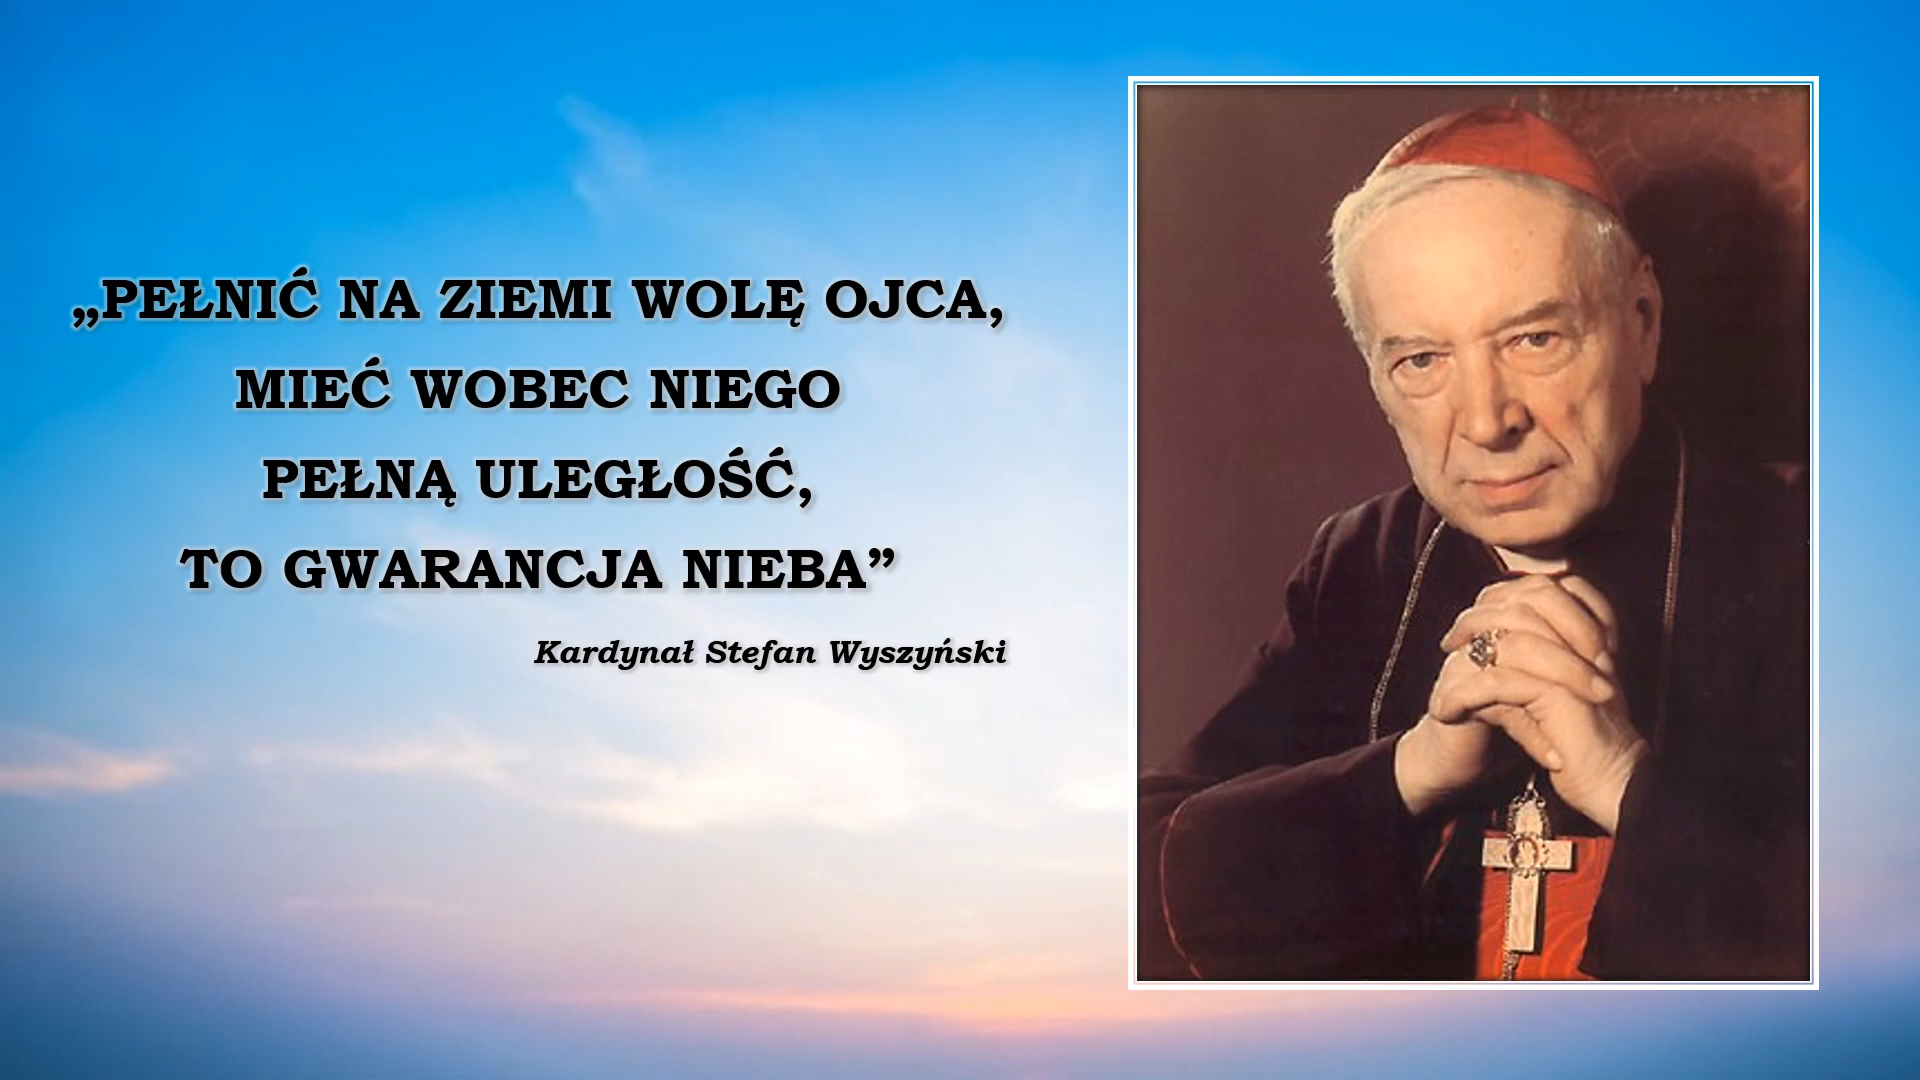 „PEŁNIĆ NA ZIEMI WOLĘ OJCA,
MIEĆ WOBEC NIEGO
PEŁNĄ ULEGŁOŚĆ,
TO GWARANCJA NIEBA”
Kardynał Stefan Wyszyński